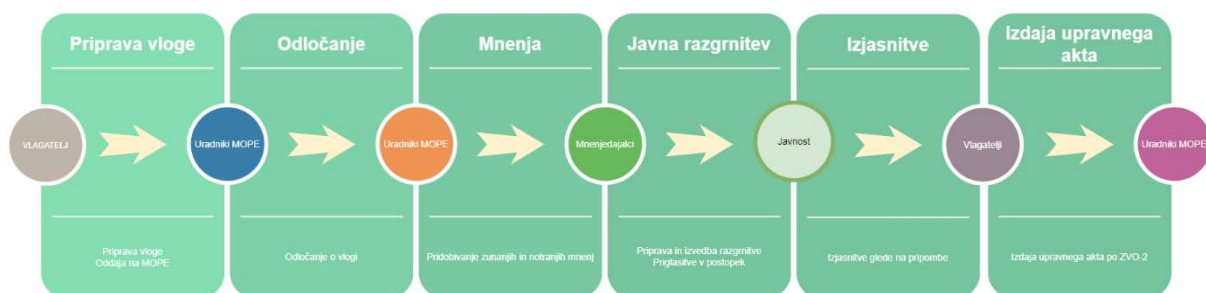 Priprava vloge
Odločanje
Mnenja
Javna razgrnitev
Izjasnitve
Izdaja upravnega
akta
VLAGATELJ
Uradniki MOPE
Uradniki MOPE
Mnenjedajalci
Javnost
Vlagatelji
Uradniki MOPE
Priprava vloge
Oddaja na MOPE
Odločanje o vlogi
Pridobivanje zunanjih in notranjih mnenj
Priprava in izvedba razgrnitve
Priglasitve v postopek
Izjasnitve glede na pripombe
Izdaja upravnega akta po ZVO-2